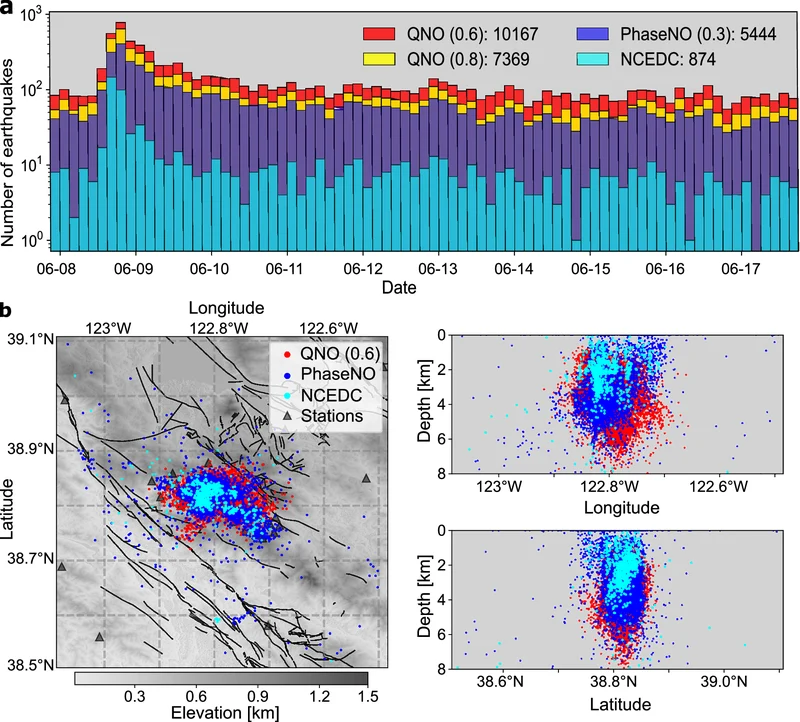 a
Number of earthquakes
10³
10²
10¹
10⁰
QNO (0.6): 10167
QNO (0.8): 7369
PhaseNO (0.3): 5444
NCEDC: 874
06-08 06-09 06-10 06-11 06-12 06-13 06-14 06-15 06-16 06-17
Date
b
Longitude
123°W 122.8°W 122.6°W
39.1°N
38.9°N
38.7°N
38.5°N
Latitude
QNO (0.6)
PhaseNO
NCEDC
Stations
0.3 0.6 0.9 1.2 1.5
Elevation [km]
Depth [km]
0
2
4
6
8
123°W 122.8°W 122.6°W
Longitude
Depth [km]
0
2
4
6
8
38.6°N 38.8°N 39.0°N
Latitude